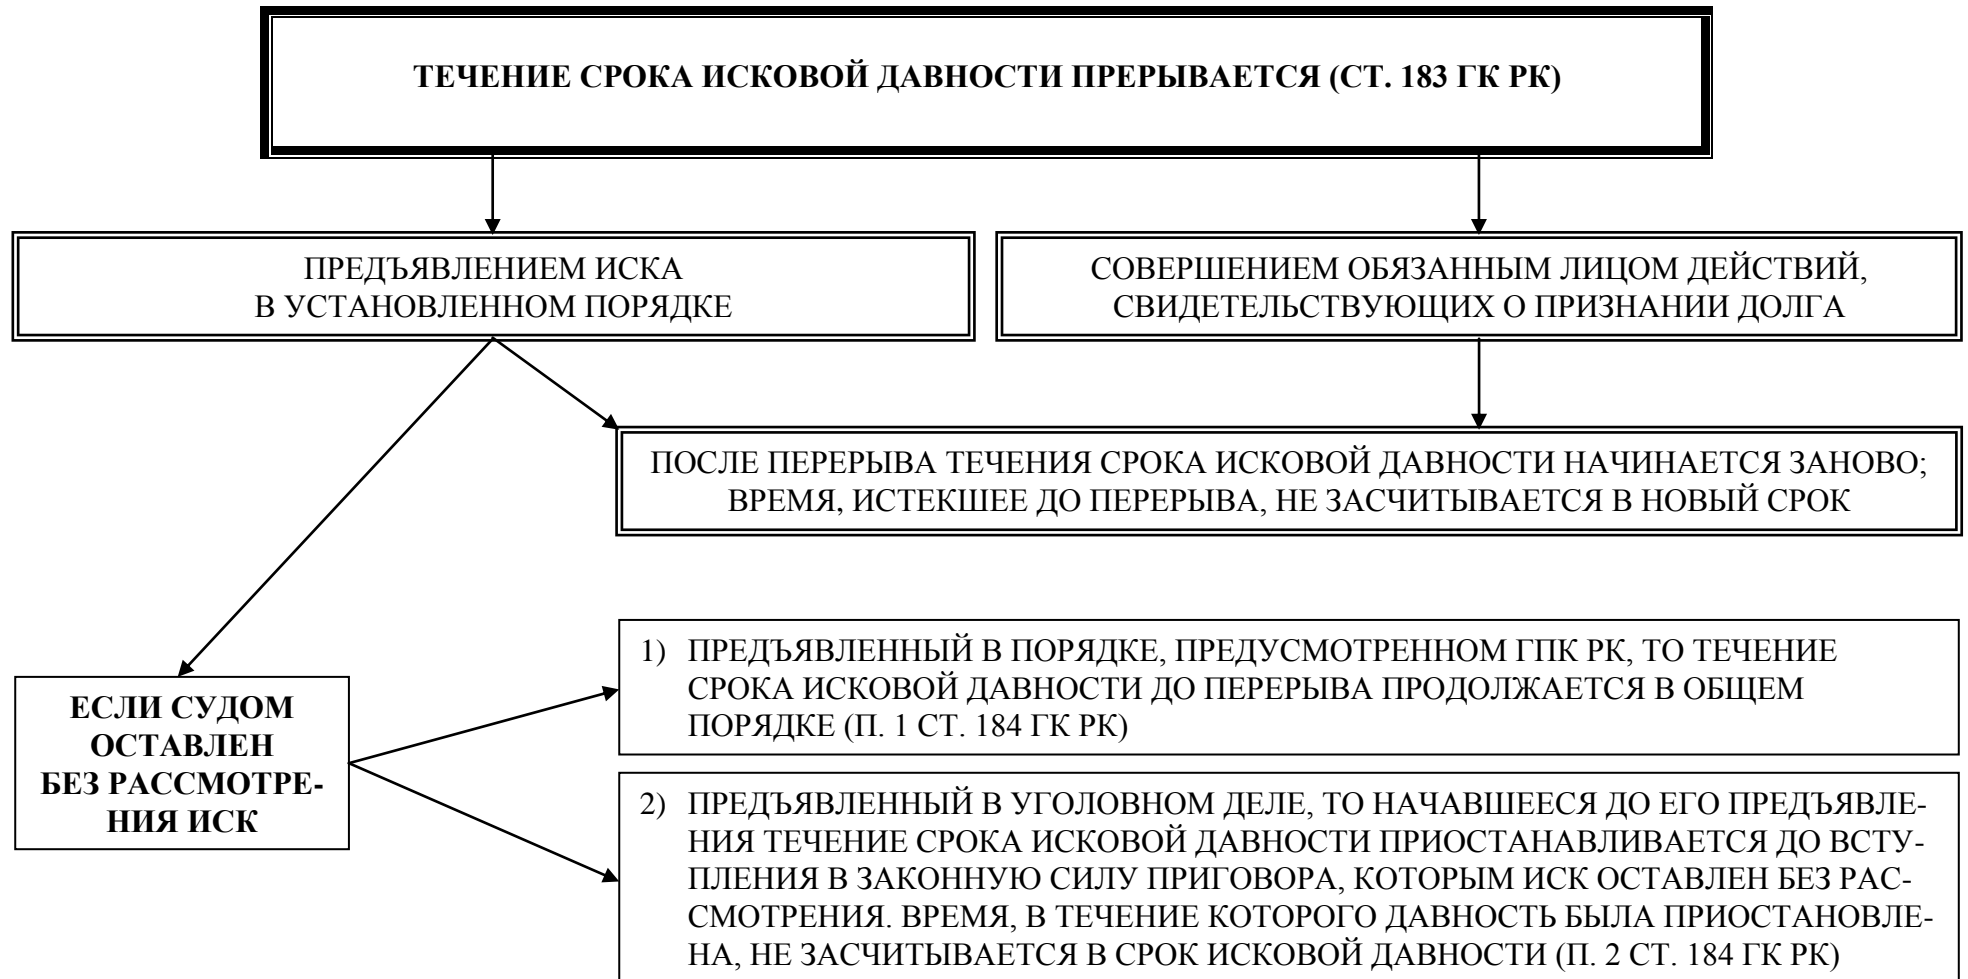 ТЕЧЕНИЕ СРОКА ИСКОВОЙ ДАВНОСТИ ПРЕРЫВАЕТСЯ (СТ. 183 ГК РК)
ПРЕДЪЯВЛЕНИЕМ ИСКА
В УСТАНОВЛЕННОМ ПОРЯДКЕ
СОВЕРШЕНИЕМ ОБЯЗАННЫМ ЛИЦОМ ДЕЙСТВИЙ,
СВИДЕТЕЛЬСТВУЮЩИХ О ПРИЗНАНИИ ДОЛГА
ПОСЛЕ ПЕРЕРЫВА ТЕЧЕНИЯ СРОКА ИСКОВОЙ ДАВНОСТИ НАЧИНАЕТСЯ ЗАНОВО;
ВРЕМЯ, ИСТЕКШЕЕ ДО ПЕРЕРЫВА, НЕ ЗАСЧИТЫВАЕТСЯ В НОВЫЙ СРОК
ЕСЛИ СУДОМ
ОСТАВЛЕН
БЕЗ РАССМОТРЕ-
НИЯ ИСК
1) ПРЕДЪЯВЛЕННЫЙ В ПОРЯДКЕ, ПРЕДУСМОТРЕННОМ ГПК РК, ТО ТЕЧЕНИЕ
СРОКА ИСКОВОЙ ДАВНОСТИ ДО ПЕРЕРЫВА ПРОДОЛЖАЕТСЯ В ОБЩЕМ
ПОРЯДКЕ (П. 1 СТ. 184 ГК РК)
2) ПРЕДЪЯВЛЕННЫЙ В УГОЛОВНОМ ДЕЛЕ, ТО НАЧАВШЕЕСЯ ДО ЕГО ПРЕДЪЯВЛЕ-
НИЯ ТЕЧЕНИЕ СРОКА ИСКОВОЙ ДАВНОСТИ ПРИОСТАНАВЛИВАЕТСЯ ДО ВСТУ-
ПЛЕНИЯ В ЗАКОННУЮ СИЛУ ПРИГОВОРА, КОТОРЫМ ИСК ОСТАВЛЕН БЕЗ РАС-
СМОТРЕНИЯ. ВРЕМЯ, В ТЕЧЕНИЕ КОТОРОГО ДАВНОСТЬ БЫЛА ПРИОСТАНОВЛЕ-
НА, НЕ ЗАСЧИТЫВАЕТСЯ В СРОК ИСКОВОЙ ДАВНОСТИ (П. 2 СТ. 184 ГК РК)